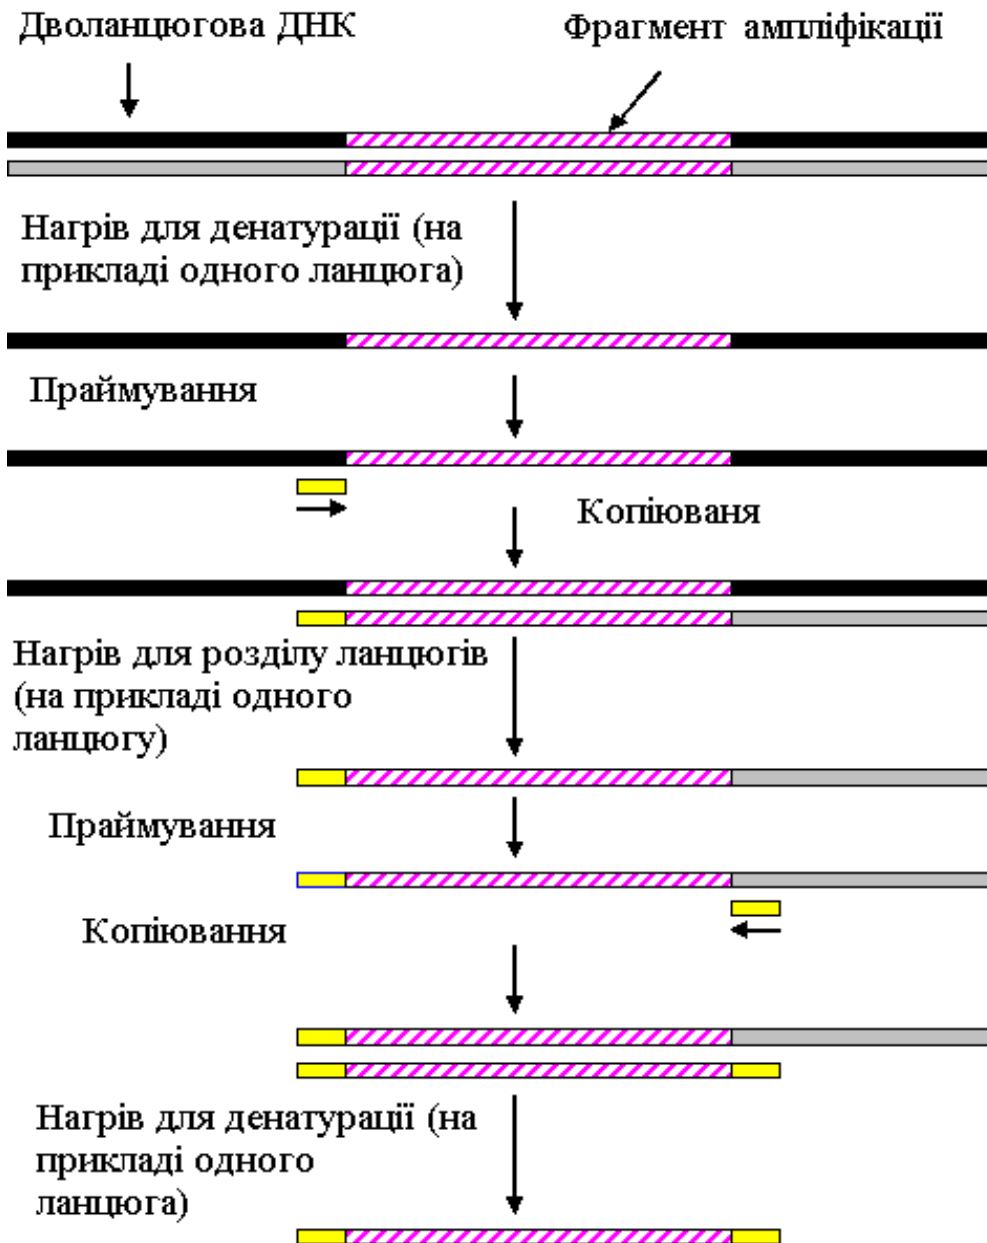 Дволанцюгова ДНК
Фрагмент ампліфікації
Нагрів для денатурації (на
прикладі одного ланцюга)
Праймування
Копіюваня
Нагрів для розділу ланцюгів
(на прикладі одного
ланцюгу)
Праймування
Копіювання
Нагрів для денатурації (на
прикладі одного
ланцюга)